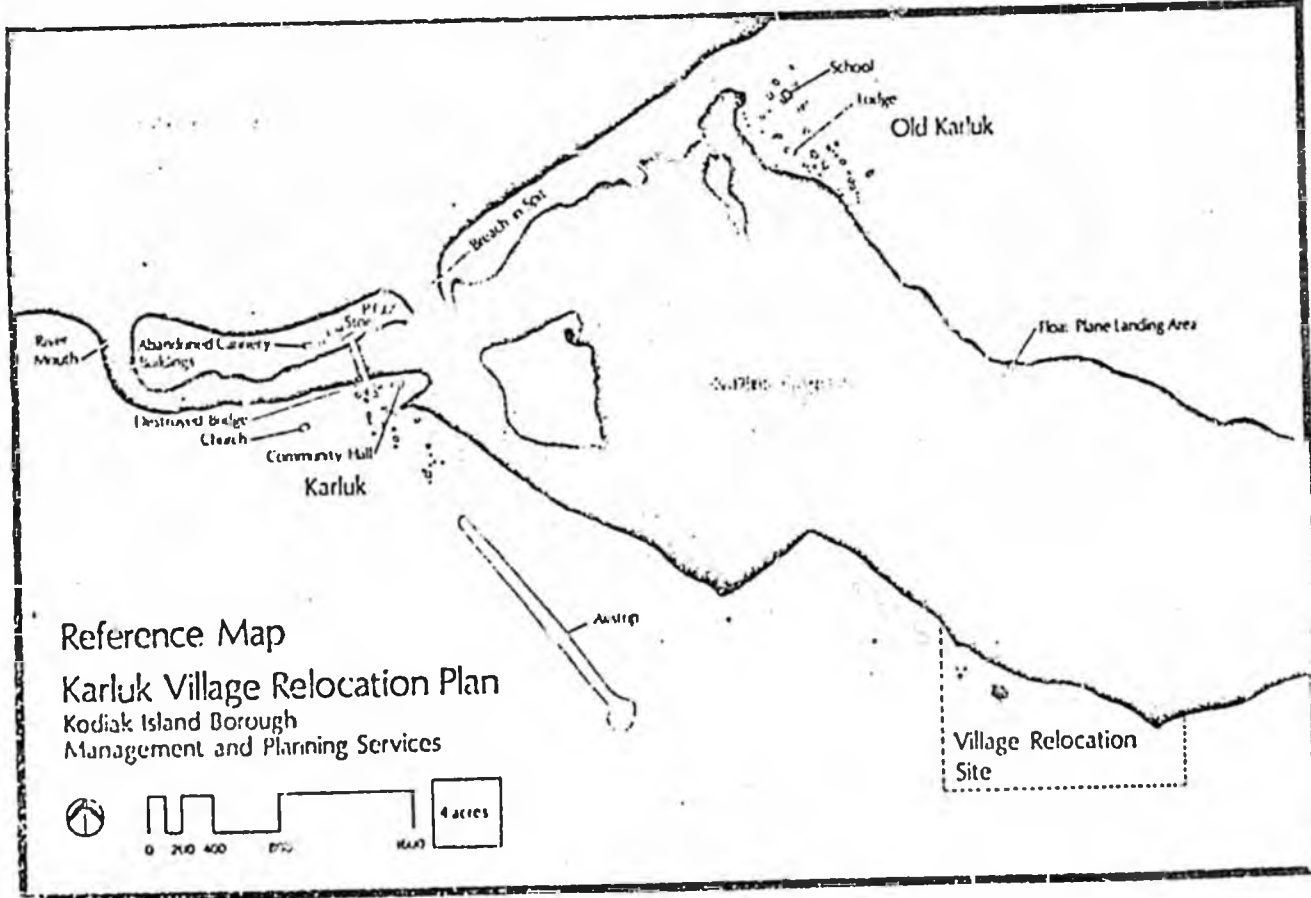 School
Lodge
Old Karluk
Breach in Spit
Float Plane Landing Area
River
Mouth
Store
Abandoned Cannery
Buildings
Destroyed Bridge
Church
Community Hall
Karluk
Airstrip
Reference Map
Karluk Village Relocation Plan
Kodiak Island Borough
Management and Planning Services
Village Relocation
Site
4 acres
0 200 400 800 1600